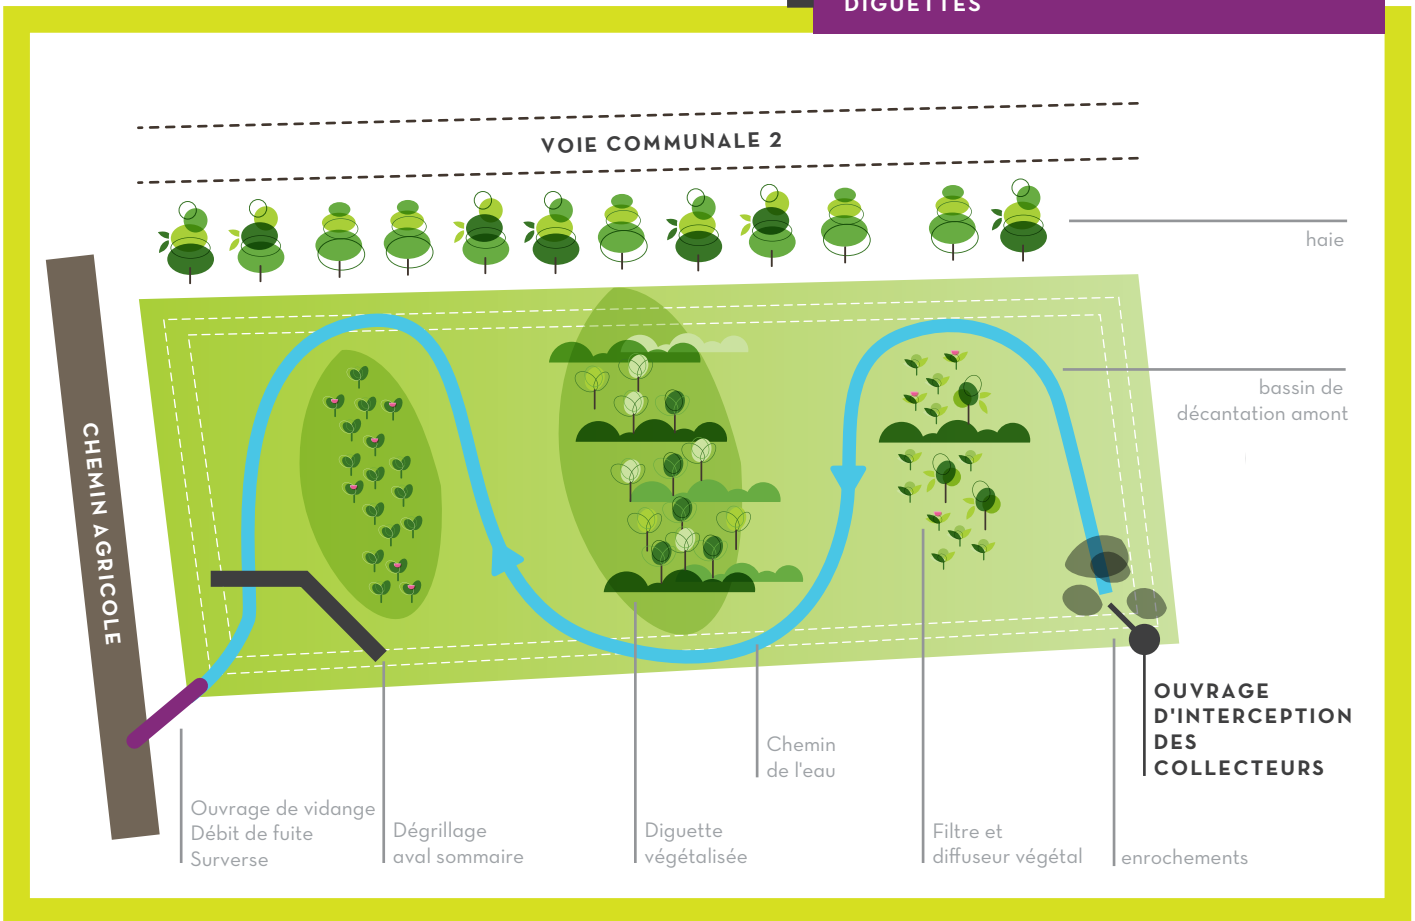 DIGUETTES
VOIE COMMUNALE 2
haie
bassin de
décantation amont
CHEMIN AGRICOLE
OUVRAGE
D'INTERCEPTION
DES
COLLECTEURS
Chemin
de l'eau
Ouvrage de vidange
Débit de fuite
Surverse
Dégrillage
aval sommaire
Diguette
végétalisée
Filtre et
diffuseur végétal
enrochements